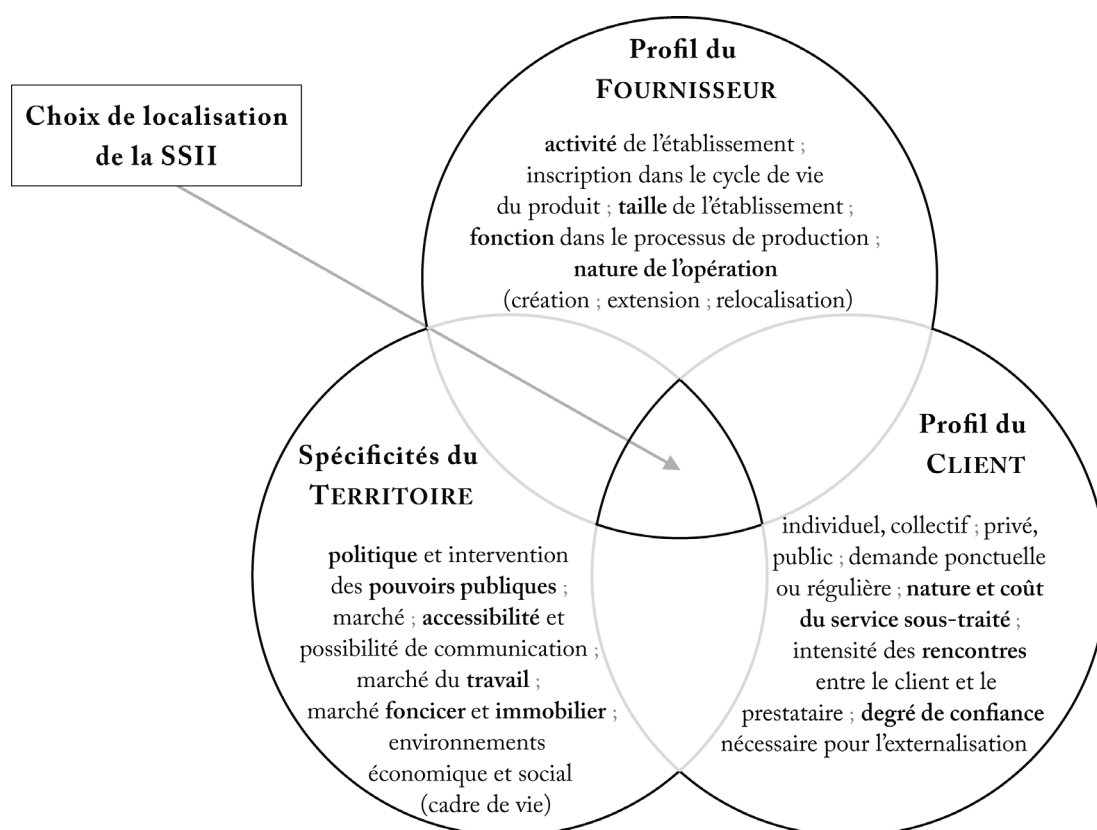 Profil du
FOURNISSEUR
activité de l'établissement ;
inscription dans le cycle de vie
du produit ; taille de l'établissement ;
fonction dans le processus de production ;
nature de l'opération
(création ; extension ; relocalisation)
Choix de localisation
de la SSII
Spécificités du
TERRITOIRE
politique et intervention
des pouvoirs publiques ;
marché ; accessibilité et
possibilité de communication ;
marché du travail ;
marché foncicer et immobilier ;
environnements
économique et social
(cadre de vie)
Profil du
CLIENT
individuel, collectif ; privé,
public ; demande ponctuelle
ou régulière ; nature et coût
du service sous-traité ;
intensité des rencontres
entre le client et le
prestataire ; degré de confiance
nécessaire pour l'externalisation